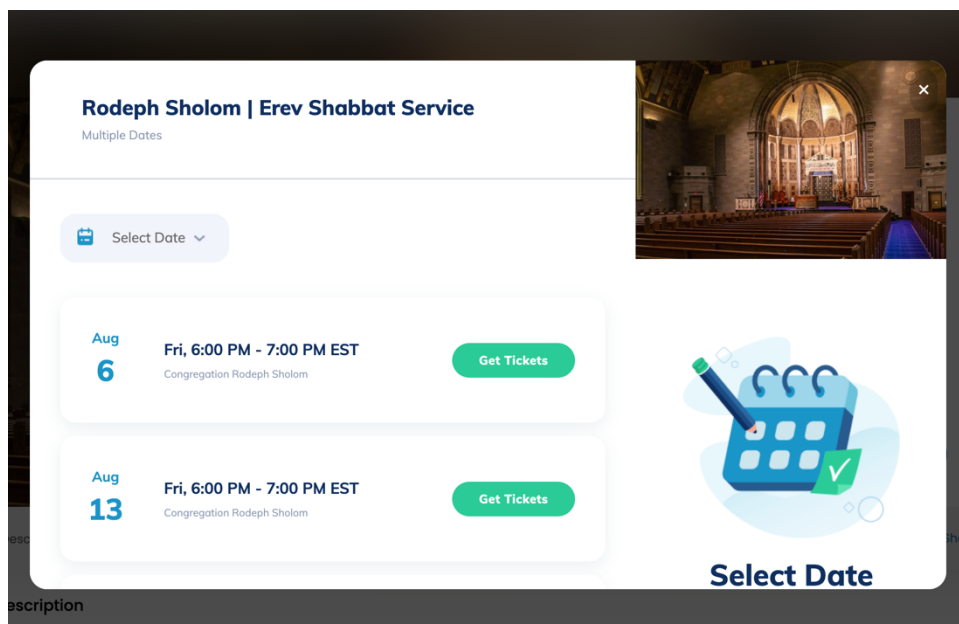 Rodeph Sholom | Erev Shabbat Service
Multiple Dates
Select Date
Aug
6
Fri, 6:00 PM - 7:00 PM EST
Congregation Rodeph Sholom
Get Tickets
Aug
13
Fri, 6:00 PM - 7:00 PM EST
Congregation Rodeph Sholom
Get Tickets
Select Date
escription